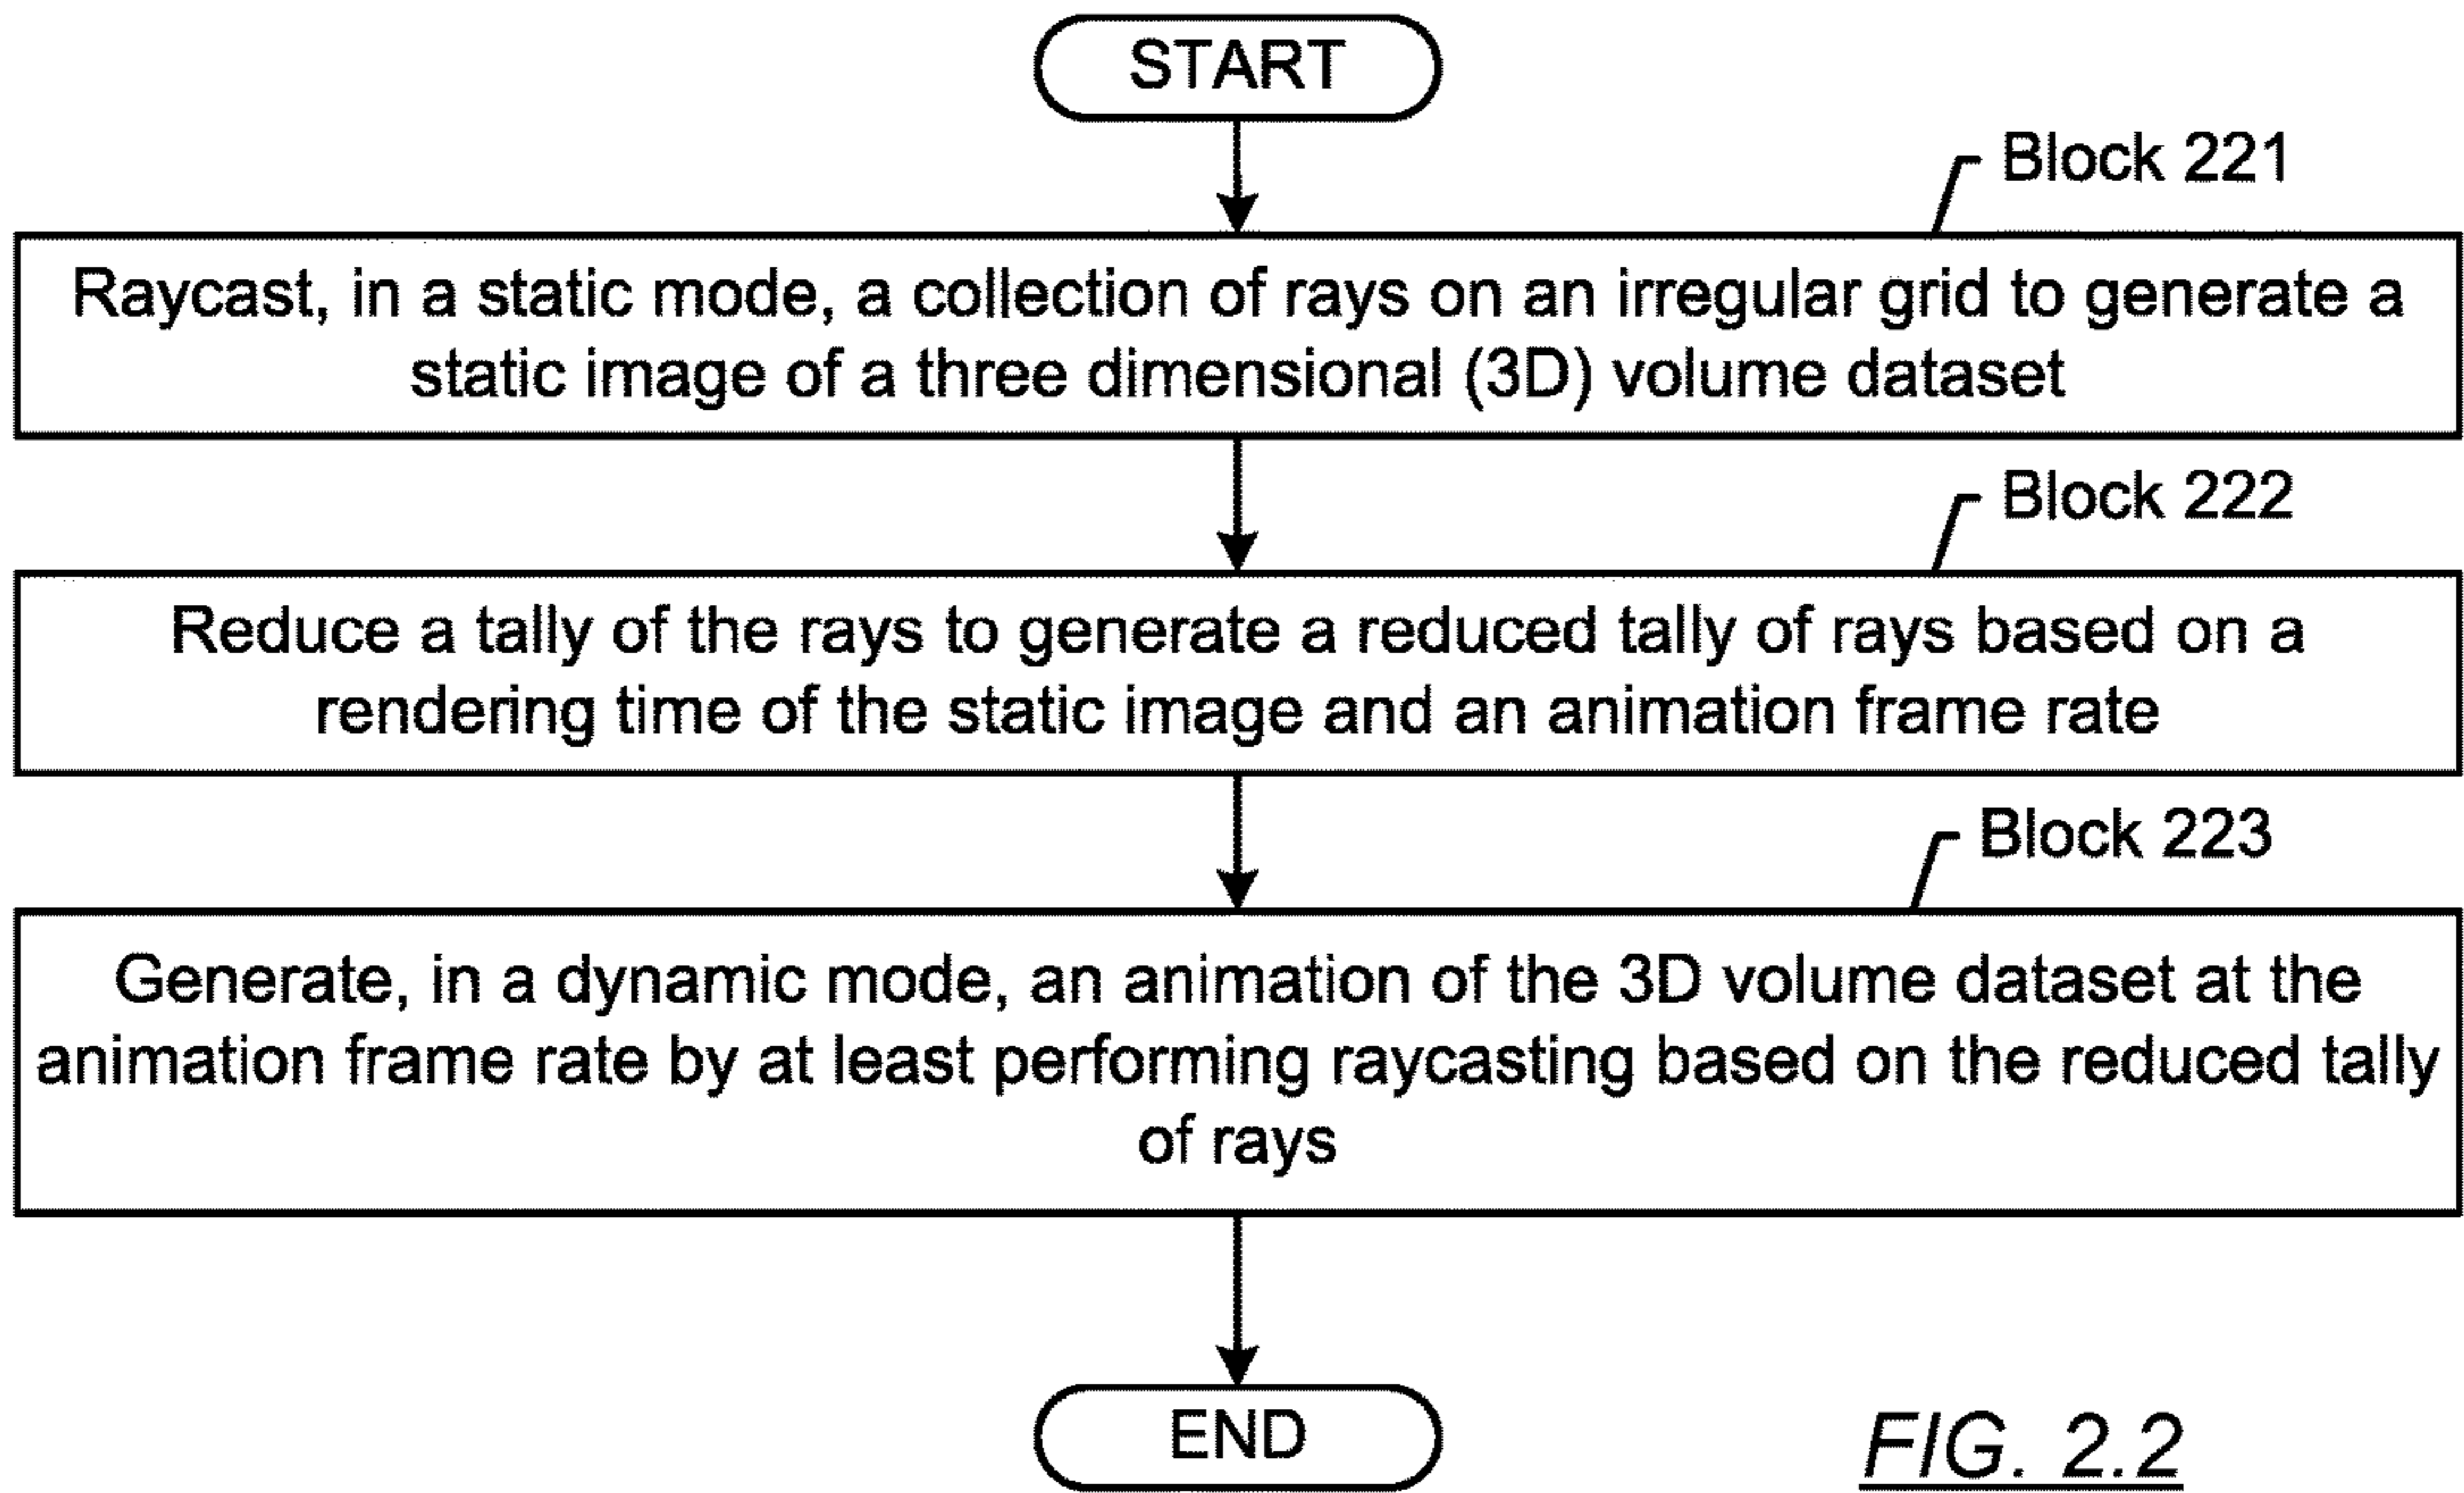 START
Block 221
Raycast, in a static mode, a collection of rays on an irregular grid to generate a
static image of a three dimensional (3D) volume dataset
Block 222
Reduce a tally of the rays to generate a reduced tally of rays based on a
rendering time of the static image and an animation frame rate
Block 223
Generate, in a dynamic mode, an animation of the 3D volume dataset at the
animation frame rate by at least performing raycasting based on the reduced tally
of rays
END
FIG. 2.2